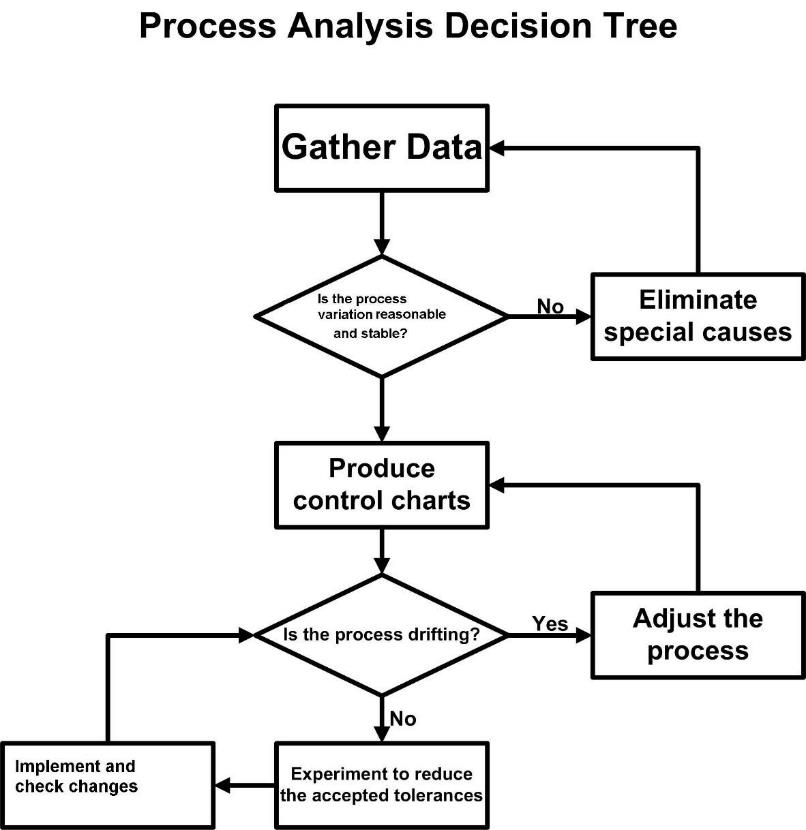 Process Analysis Decision Tree
Gather Data
Is the process
variation reasonable
and stable?
No
Eliminate
special causes
Produce
control charts
Is the process drifting?
Yes
Adjust the
process
No
Implement and
check changes
Experiment to reduce
the accepted tolerances